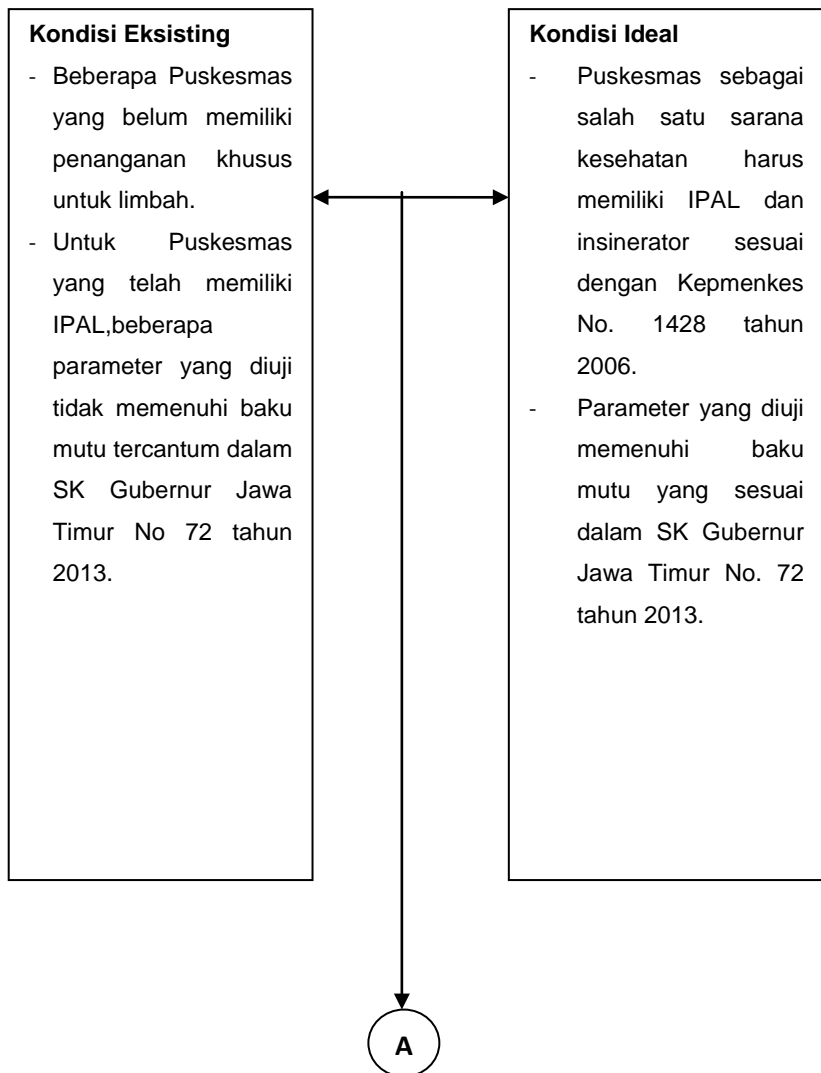 Kondisi Eksisting
- Beberapa Puskesmas
yang belum memiliki
penanganan khusus
untuk limbah.
- Untuk Puskesmas
yang telah memiliki
IPAL,beberapa
parameter yang diuji
tidak memenuhi baku
mutu tercantum dalam
SK Gubernur Jawa
Timur No 72 tahun
2013.
Kondisi Ideal
- Puskesmas sebagai
salah satu sarana
kesehatan harus
memiliki IPAL dan
insinerator sesuai
dengan Kepmenkes
No. 1428 tahun
2006.
- Parameter yang diuji
memenuhi baku
mutu yang sesuai
dalam SK Gubernur
Jawa Timur No. 72
tahun 2013.
A